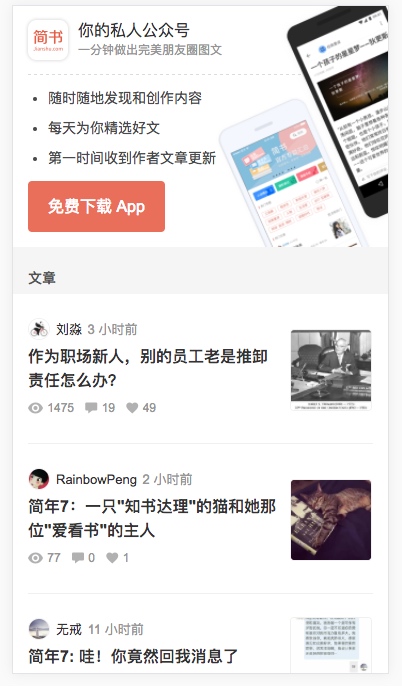 简书
Jianshu.com
你的私人公众号
一分钟做出完美朋友圈图文
随时随地发现和创作内容
每天为你精选好文
第一时间收到作者文章更新
免费下载 App
一个孩子的星星梦——狄更斯
简书
文章
刘淼 3 小时前
作为职场新人，别的员工老是推卸
责任怎么办?
1475 19 49
RainbowPeng 2 小时前
简年7：一只"知书达理"的猫和她那
位"爱看书"的主人
77 0 1
无戒 11 小时前
简年7: 哇！你竟然回我消息了